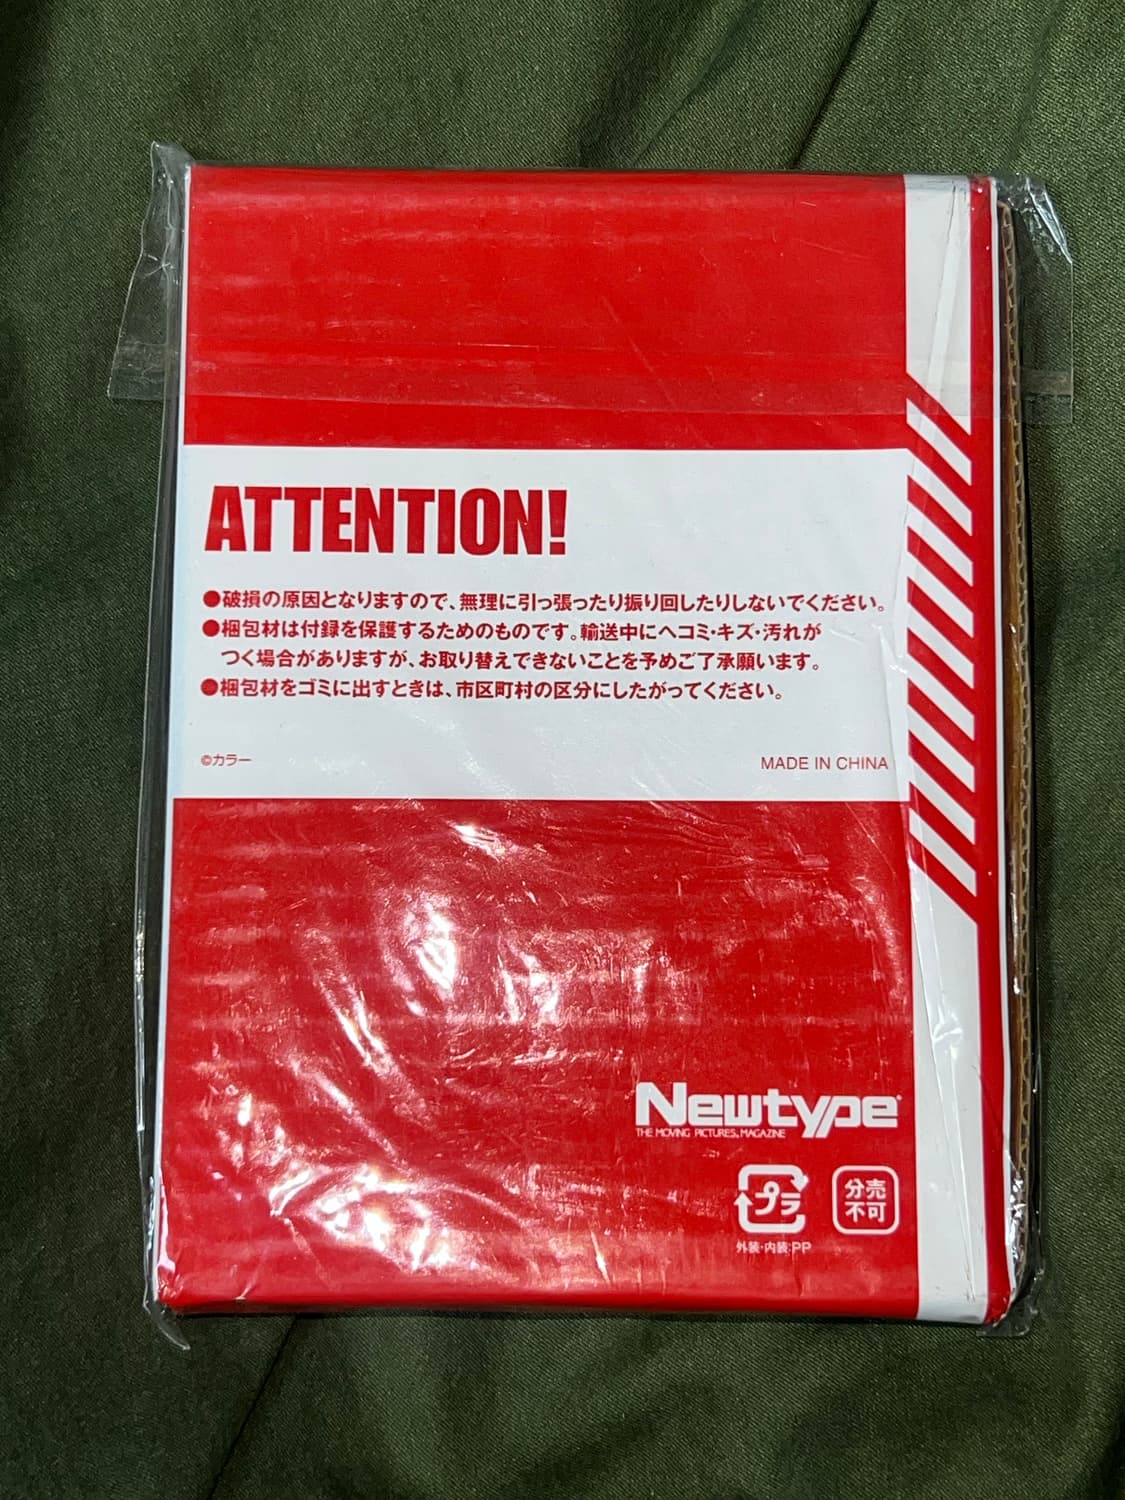 ATTENTION!
●破損の原因となりますので、無理に引っ張ったり振り回したりしないでください。
●梱包材は付録を保護するためのものです。輸送中にヘコミ・キズ・汚れが
つく場合がありますが、お取り替えできないことを予めご了承願います。
●梱包材をゴミに出すときは、市区町村の区分にしたがってください。
©カラー
MADE IN CHINA
Newtype
THE MOVING PICTURES MAGAZINE
プラ
外装・内装:PP
分売
不可